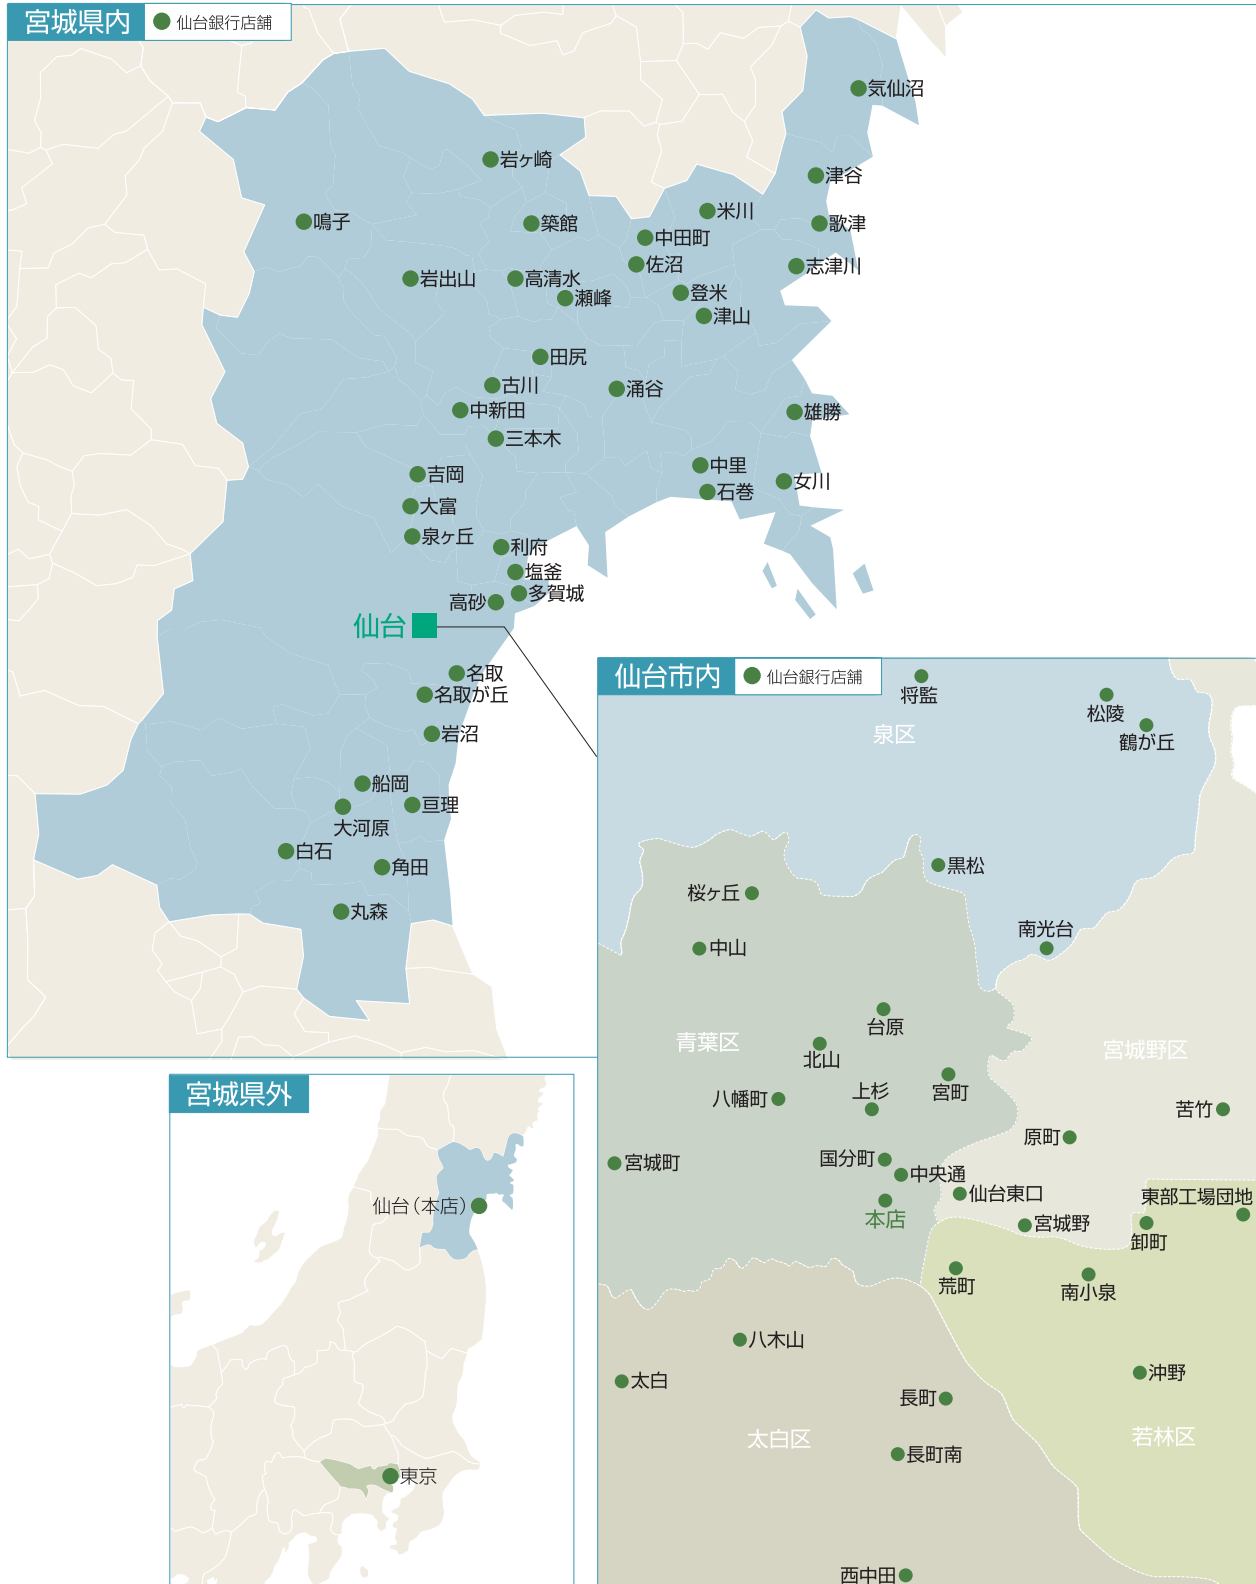 宮城県内
仙台銀行店舗
気仙沼
岩ヶ崎
津谷
米川
鳴子
築館
歌津
中田町
佐沼
志津川
岩出山
高清水
登米
瀬峰
津山
田尻
古川
涌谷
中新田
雄勝
三本木
中里
吉岡
女川
石巻
大富
泉ヶ丘
利府
塩釜
多賀城
高砂
仙台
名取
名取が丘
岩沼
船岡
亘理
大河原
白石
角田
丸森
仙台市内
仙台銀行店舗
将監
松陵
泉区
鶴が丘
黒松
桜ヶ丘
南光台
中山
台原
青葉区
宮城野区
北山
宮町
上杉
八幡町
苫竹
原町
国分町
宮城町
中央通
仙台東口
東部工場団地
本店
宮城野
卸町
荒町
南小泉
八木山
沖野
太白
長町
太白区
若林区
長町南
西中田
宮城県外
仙台（本店）
東京